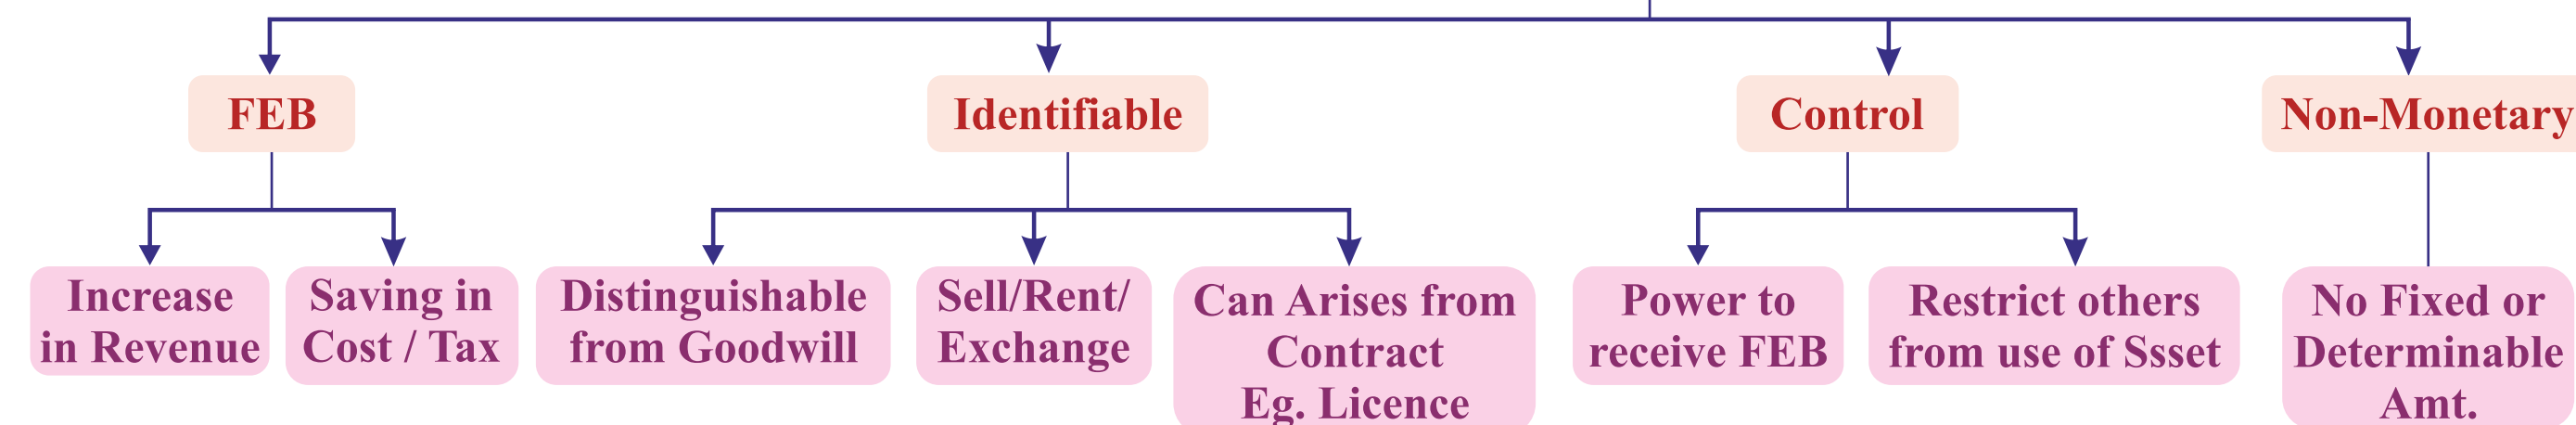 FEB
Identifiable
Control
Non-Monetary
Increase
in Revenue
Saving in
Cost / Tax
Distinguishable
from Goodwill
Sell/Rent/
Exchange
Can Arises from
Contract
Eg. Licence
Power to
receive FEB
Restrict others
from use of Ssset
No Fixed or
Determinable
Amt.